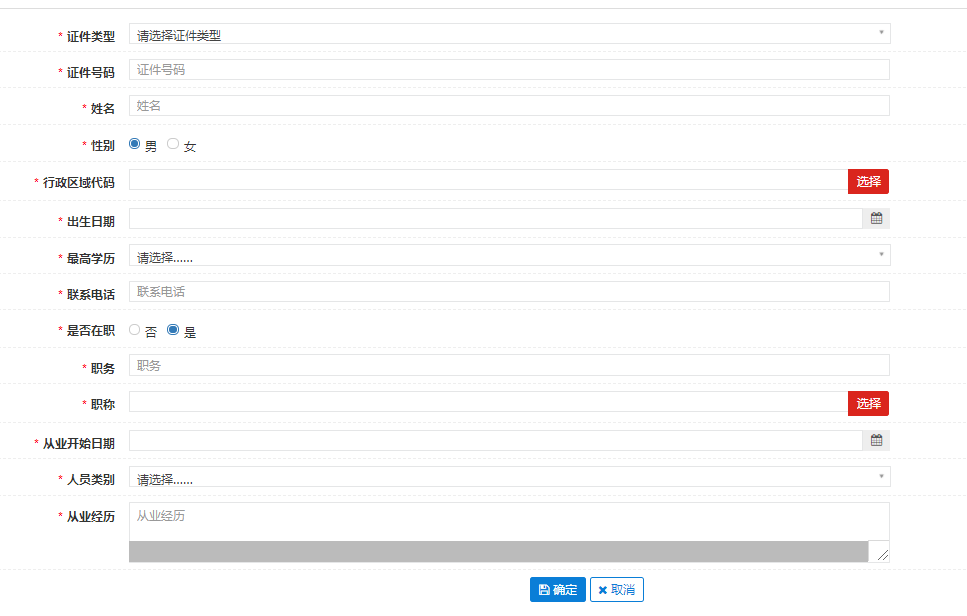 * 证件类型 请选择证件类型
* 证件号码 证件号码
* 姓名 姓名
* 性别 男 女
* 行政区域代码 选择
* 出生日期
* 最高学历 请选择......
* 联系电话 联系电话
* 是否在职 否 是
* 职务 职务
* 职称 选择
* 从业开始日期
* 人员类别 请选择......
* 从业经历 从业经历
确定 取消